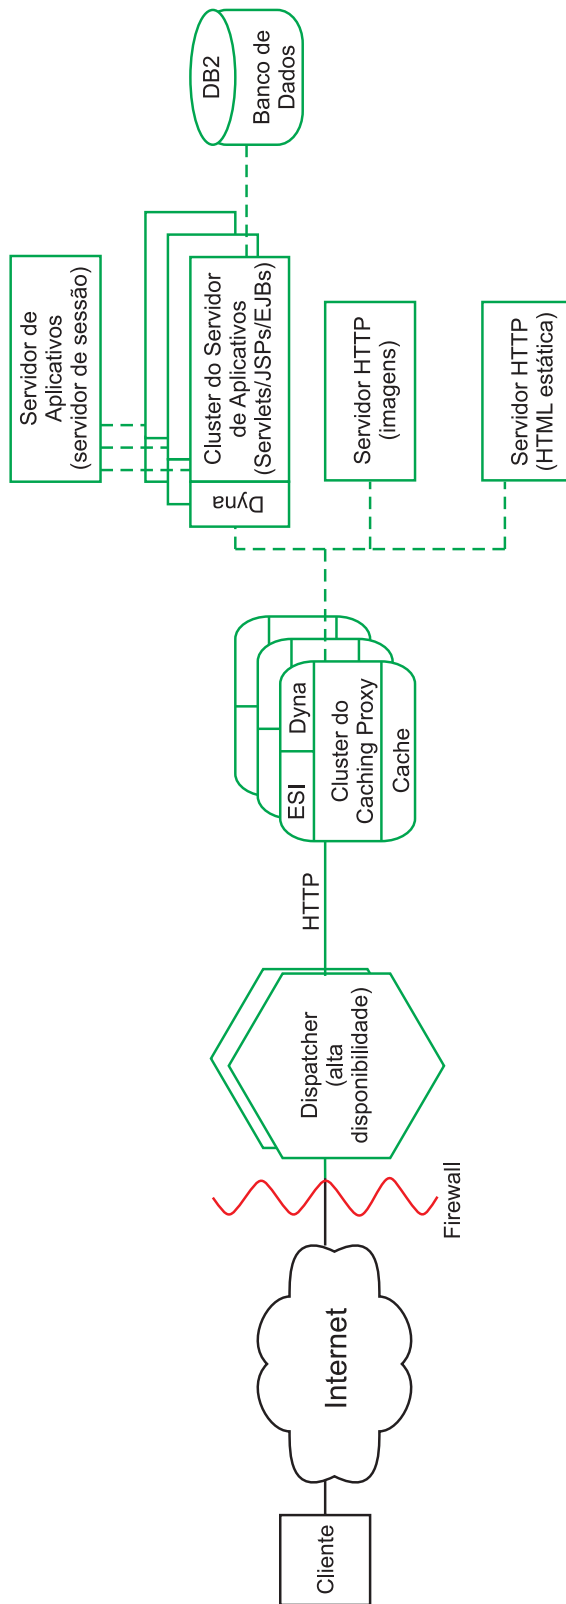 Cliente
Internet
Firewall
Dispatcher
(alta
disponibilidade)
HTTP
ESI
Dyna
Cluster do
Caching Proxy
Cache
Servidor de
Aplicativos
(servidor de sessão)
Dyna
Cluster do Servidor
de Aplicativos
(Servlets/JSPs/EJBs)
Servidor HTTP
(imagens)
Servidor HTTP
(HTML estática)
DB2
Banco de
Dados